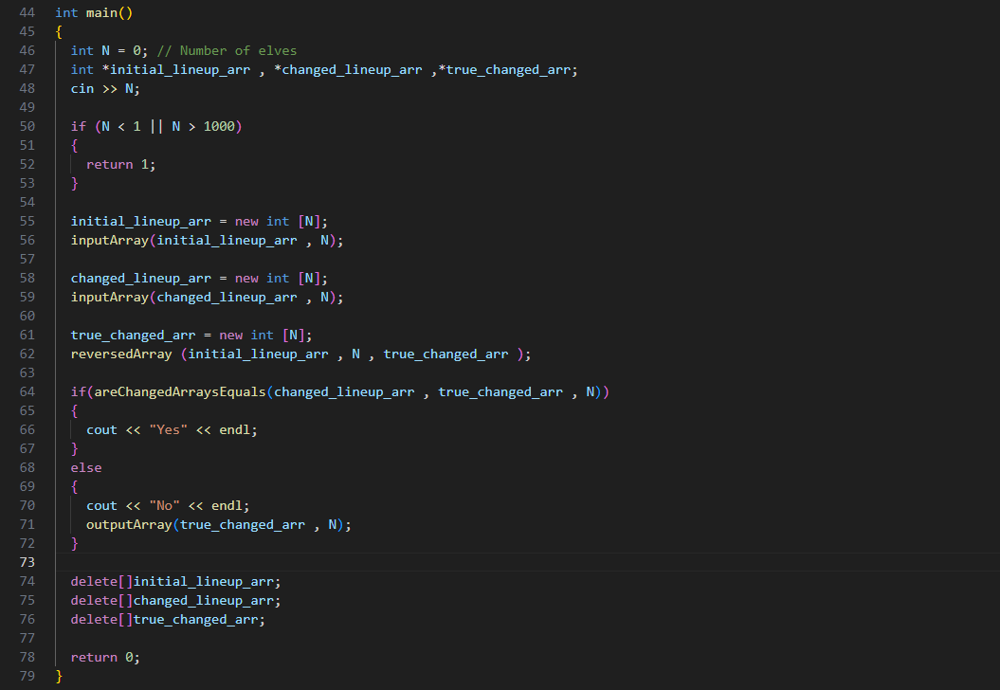 44 int main()
45 {
46 int N = 0; // Number of elves
47 int *initial_lineup_arr , *changed_lineup_arr ,*true_changed_arr;
48 cin >> N;
49
50 if (N < 1 || N > 1000)
51 {
52 return 1;
53 }
54
55 initial_lineup_arr = new int [N];
56 inputArray(initial_lineup_arr , N);
57
58 changed_lineup_arr = new int [N];
59 inputArray(changed_lineup_arr , N);
60
61 true_changed_arr = new int [N];
62 reversedArray (initial_lineup_arr , N , true_changed_arr );
63
64 if(areChangedArraysEquals(changed_lineup_arr , true_changed_arr , N))
65 {
66 cout << "Yes" << endl;
67 }
68 else
69 {
70 cout << "No" << endl;
71 outputArray(true_changed_arr , N);
72 }
73
74 delete[]initial_lineup_arr;
75 delete[]changed_lineup_arr;
76 delete[]true_changed_arr;
77
78 return 0;
79 }